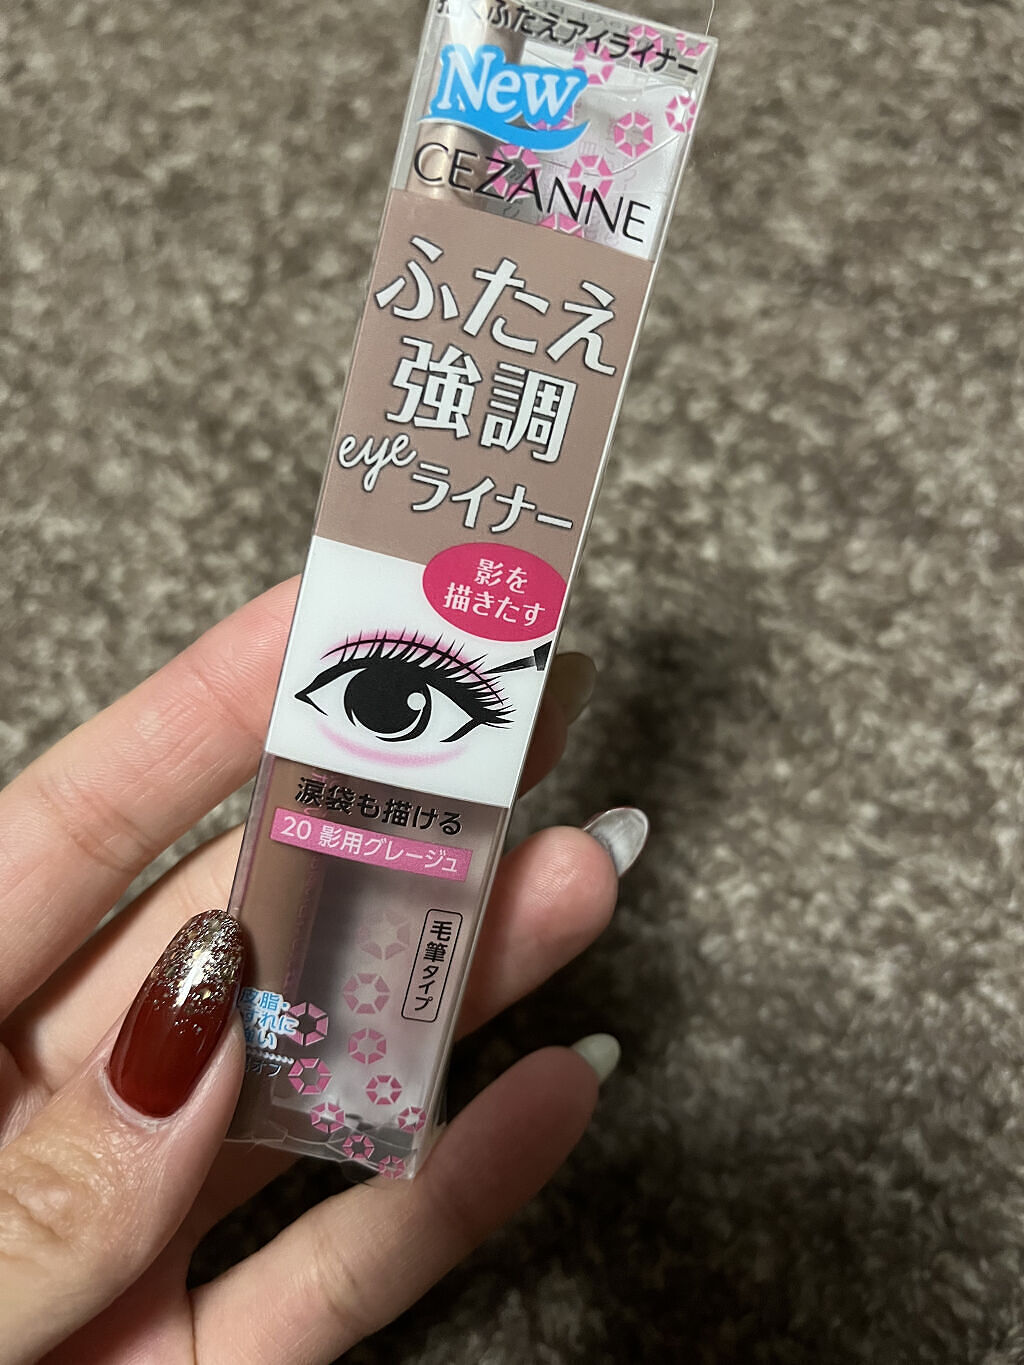 ふたえアイライナー
New
CEZANNE
ふたえ
強調
eye
ライナー
影を
描きたす
涙袋も描ける
20 影用グレージュ
毛筆タイプ
皮脂・